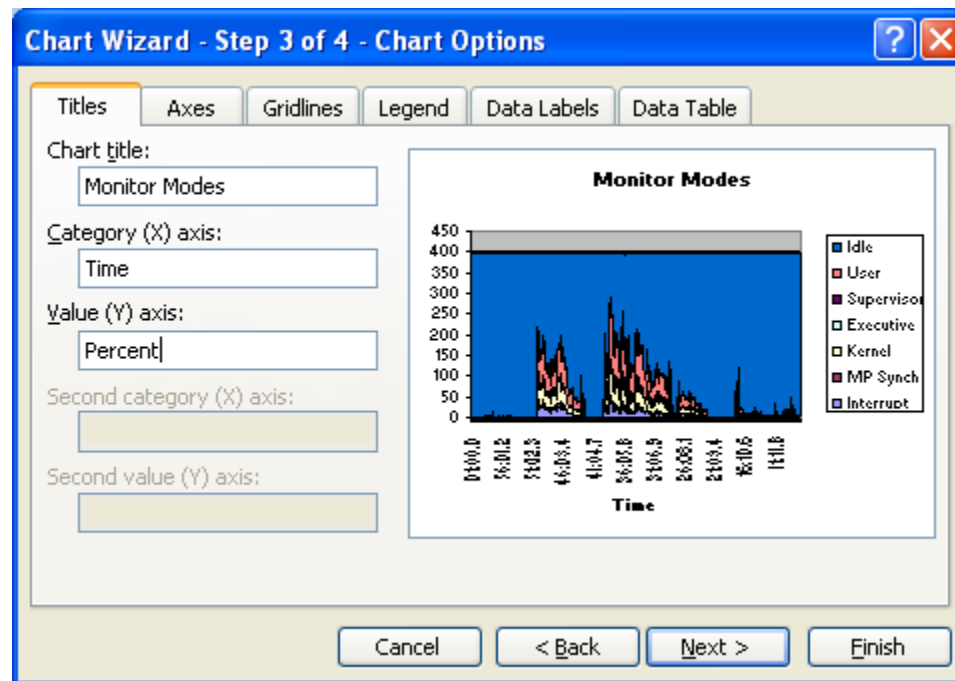 Chart Wizard - Step 3 of 4 - Chart Options
Titles
Axes
Gridlines
Legend
Data Labels
Data Table
Chart title:
Monitor Modes
Category (X) axis:
Time
Value (Y) axis:
Percent
Second category (X) axis:
Second value (Y) axis:
Monitor Modes
450
400
350
300
250
200
150
100
50
0
Idle
User
Supervisor
Executive
Kernel
MP Synch
Interrupt
Time
Cancel
< Back
Next >
Finish